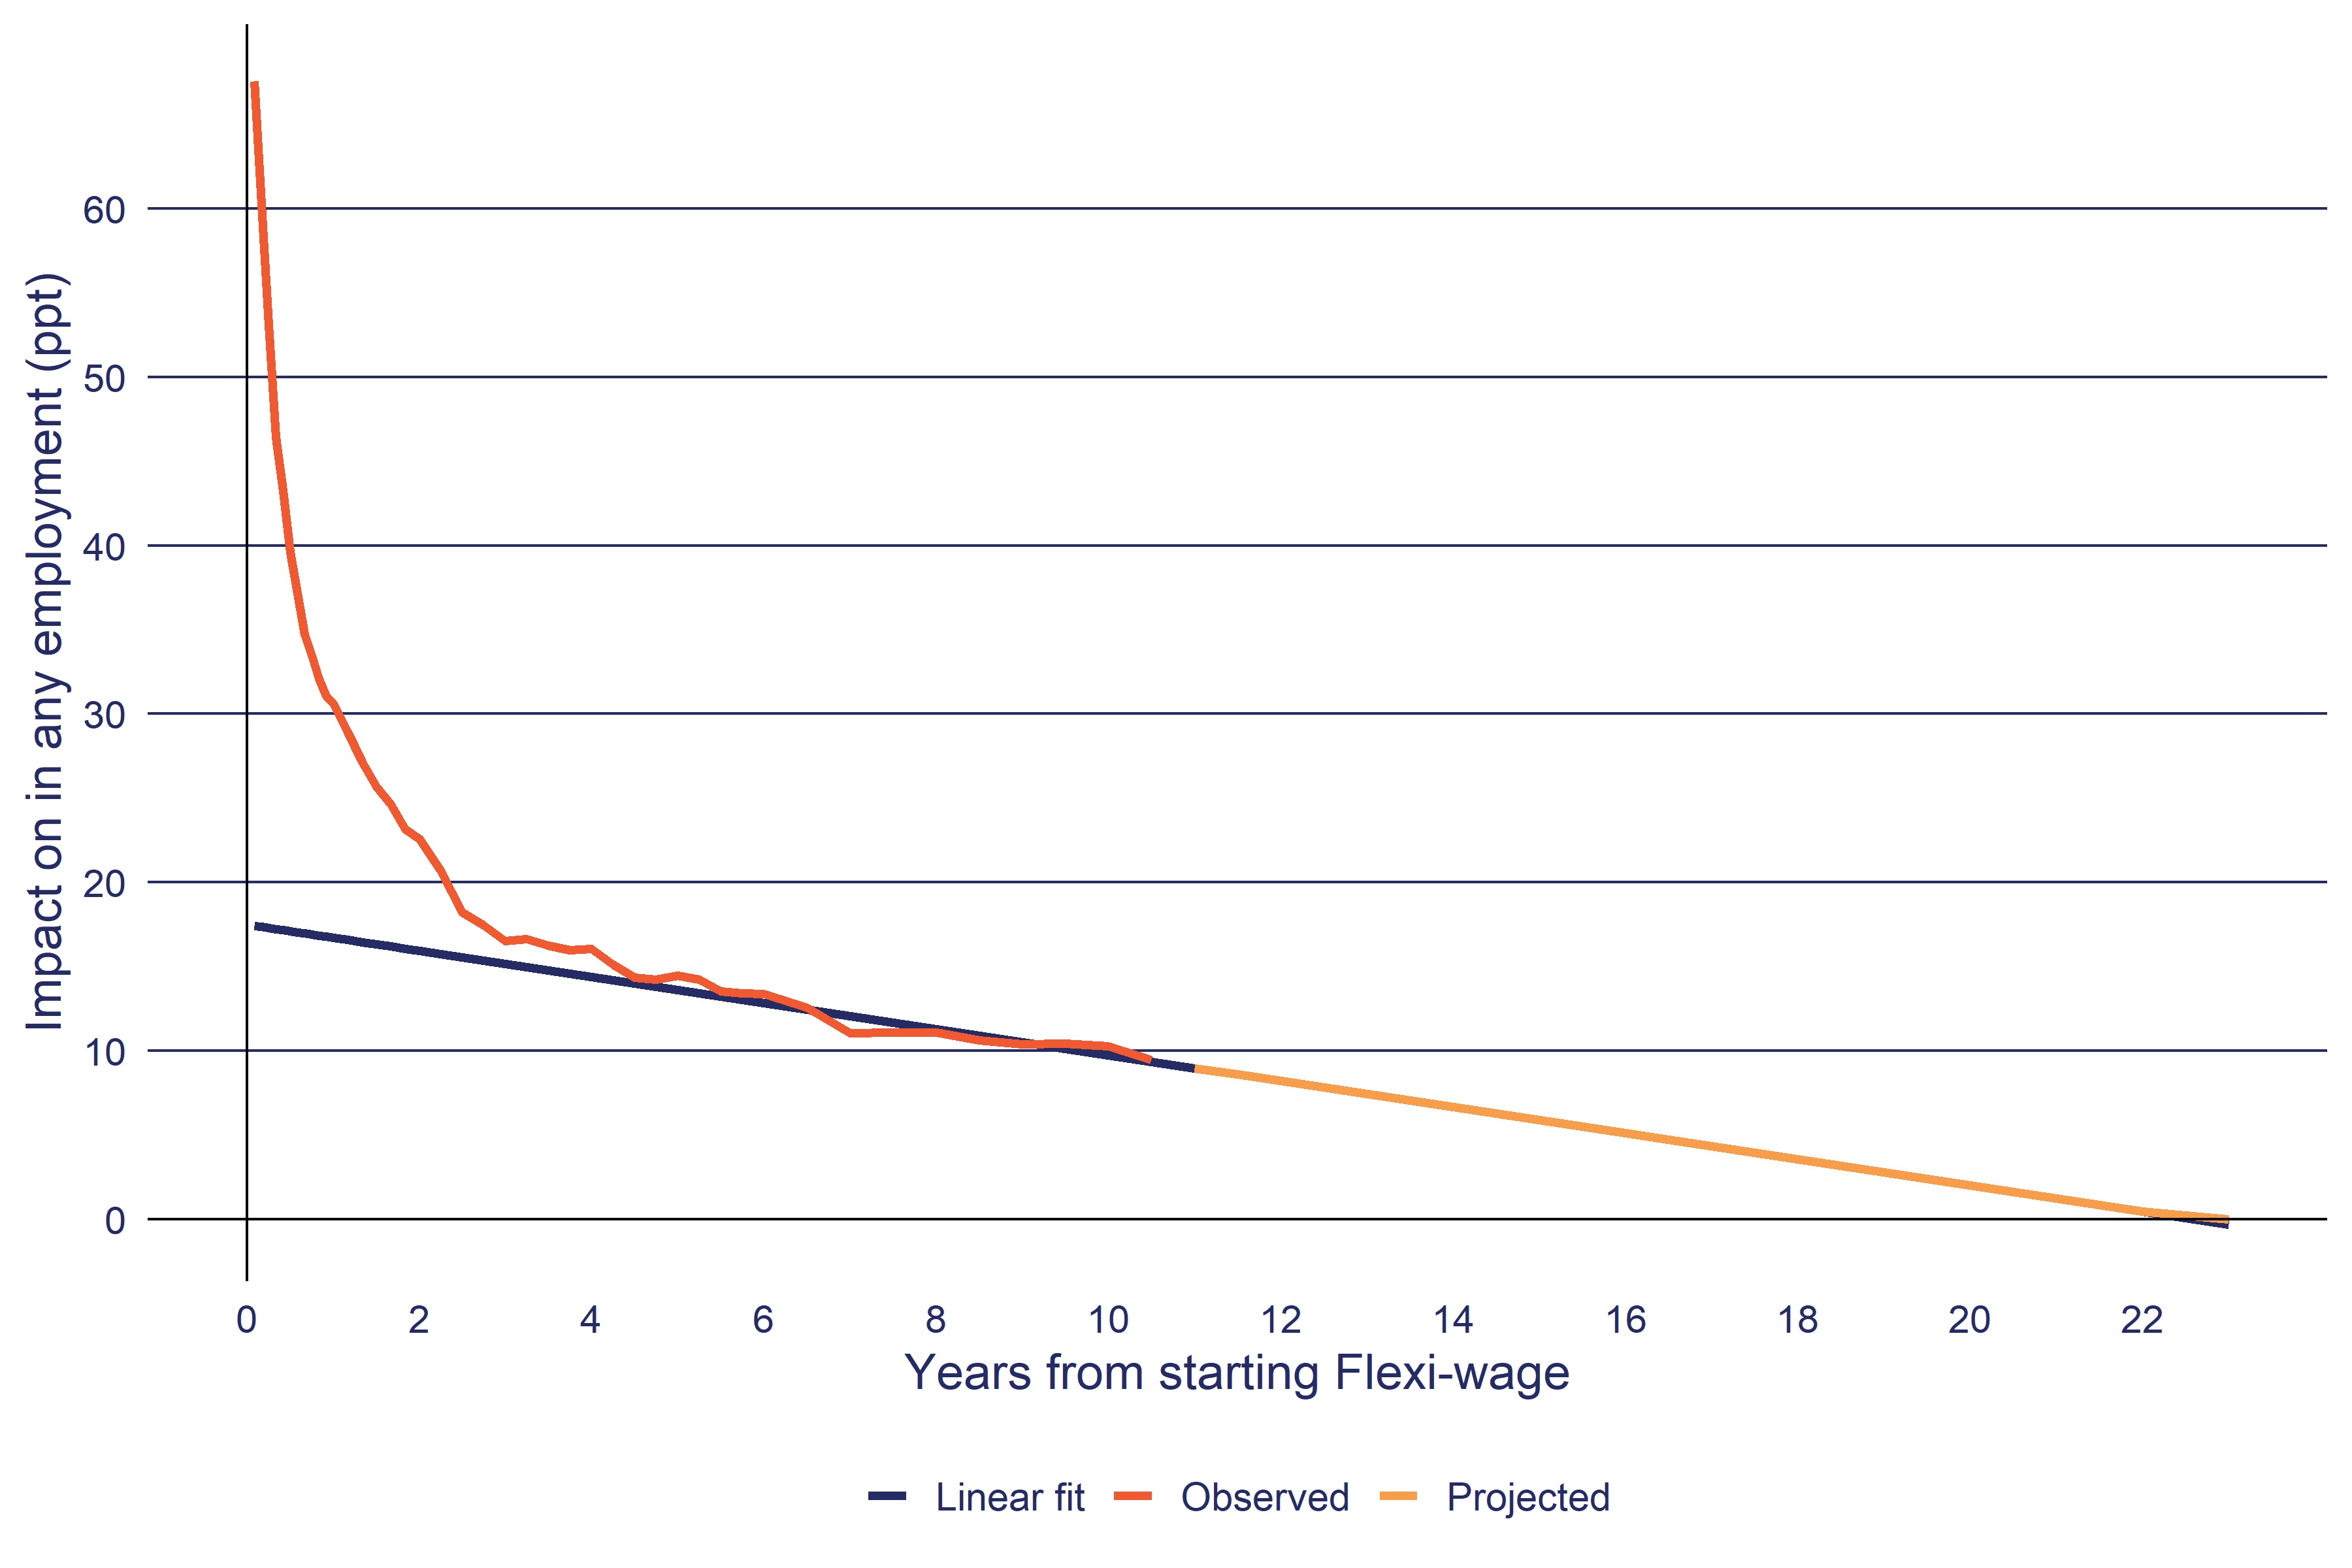 Impact on in any employment (ppt)
60
50
40
30
20
10
0
0 2 4 6 8 10 12 14 16 18 20 22
Years from starting Flexi-wage
Linear fit Observed Projected